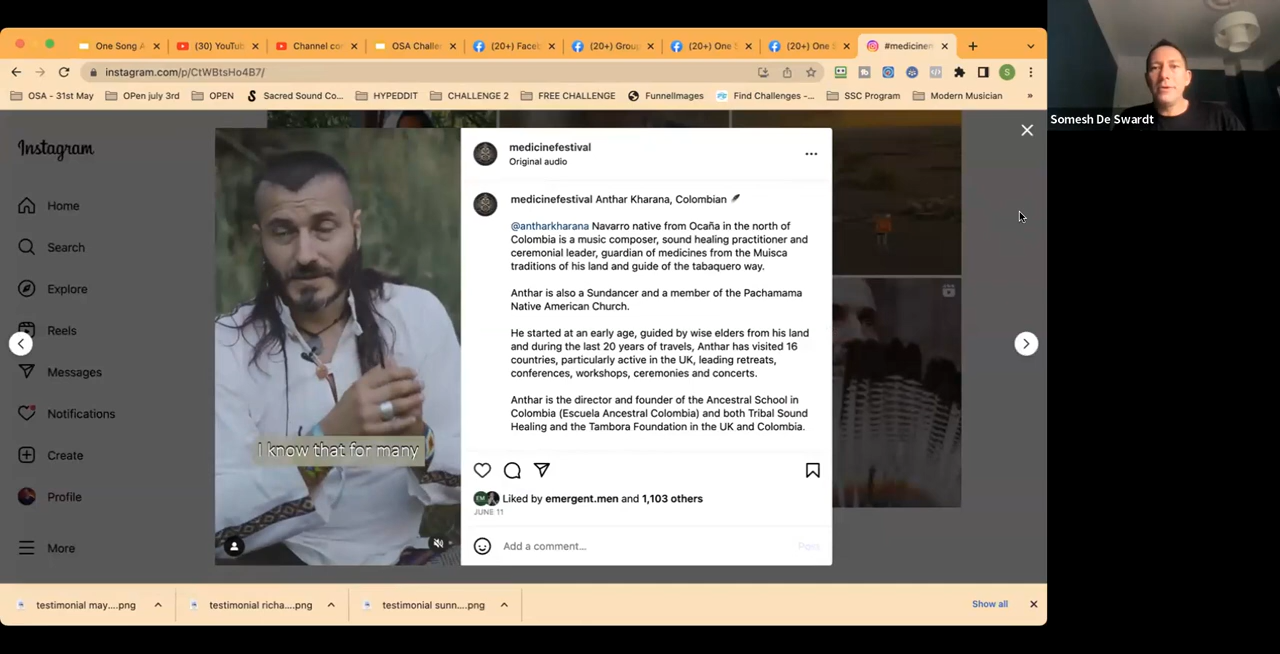 One Song A
(30) YouTub
Channel co
OSA Challe
(20+) Faceb
(20+) Group
(20+) One S
(20+) One S
#medicinen
instagram.com/p/CtWBtsHo4B7/
S
OSA - 31st May
OPen july 3rd
OPEN
Sacred Sound Co...
HYPEDDIT
CHALLENGE 2
FREE CHALLENGE
FunnelImages
Find Challenges -...
SSC Program
Modern Musician
»
Somesh De Swardt
Instagram
Home
Search
Explore
Reels
Messages
Notifications
Create
Profile
More
I know that for many
medicinefestival
Original audio
medicinefestival Anthar Kharana, Colombian
@antharkharana Navarro native from Ocaña in the north of
Colombia is a music composer, sound healing practitioner and
ceremonial leader, guardian of medicines from the Muisca
traditions of his land and guide of the tabaquero way.
Anthar is also a Sundancer and a member of the Pachamama
Native American Church.
He started at an early age, guided by wise elders from his land
and during the last 20 years of travels, Anthar has visited 16
countries, particularly active in the UK, leading retreats,
conferences, workshops, ceremonies and concerts.
Anthar is the director and founder of the Ancestral School in
Colombia (Escuela Ancestral Colombia) and both Tribal Sound
Healing and the Tambora Foundation in the UK and Colombia.
Liked by emergent.men and 1,103 others
JUNE 11
Add a comment...
Post
testimonial may....png
testimonial richa....png
testimonial sunn....png
Show all